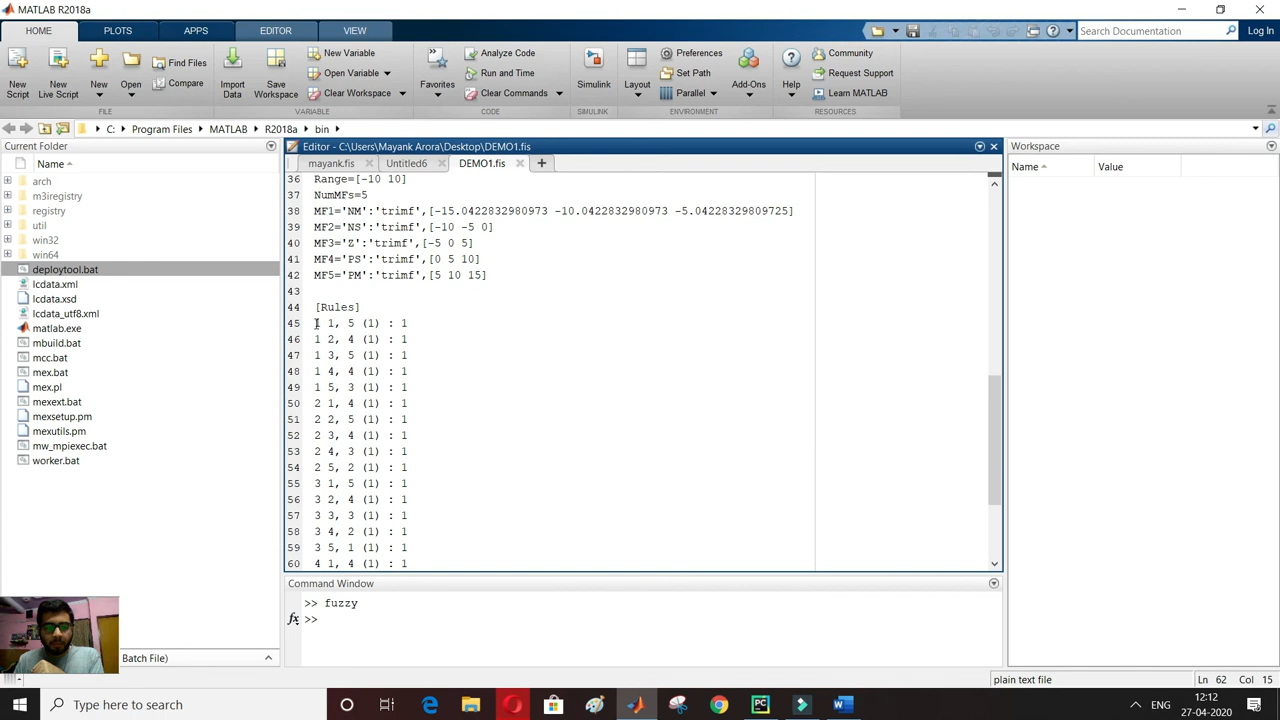 MATLAB R2018a
HOME PLOTS APPS EDITOR VIEW
Search Documentation
Log In
New Script
New Live Script
New
Open
Find Files
Compare
Import Data
Save Workspace
New Variable
Open Variable
Clear Workspace
Favorites
Analyze Code
Run and Time
Clear Commands
Simulink
Layout
Preferences
Set Path
Parallel
Add-Ons
Help
Community
Request Support
Learn MATLAB
FILE VARIABLE CODE SIMULINK ENVIRONMENT RESOURCES
C: Program Files MATLAB R2018a bin
Current Folder
Name
arch
m3iregistry
registry
util
win32
win64
deploytool.bat
lcdata.xml
lcdata.xsd
lcdata_utf8.xml
matlab.exe
mbuild.bat
mcc.bat
mex.bat
mex.pl
mexext.bat
mexsetup.pm
mexutils.pm
mw_mpiexec.bat
worker.bat
Batch File)
Editor - C:\Users\Mayank Arora\Desktop\DEMO1.fis
mayank.fis Untitled6 DEMO1.fis
36 Range=[-10 10]
37 NumMFs=5
38 MF1='NM':'trimf',[-15.0422832980973 -10.0422832980973 -5.04228329809725]
39 MF2='NS':'trimf',[-10 -5 0]
40 MF3='Z':'trimf',[-5 0 5]
41 MF4='PS':'trimf',[0 5 10]
42 MF5='PM':'trimf',[5 10 15]
43
44 [Rules]
45 1 1, 5 (1) : 1
46 1 2, 4 (1) : 1
47 1 3, 5 (1) : 1
48 1 4, 4 (1) : 1
49 1 5, 3 (1) : 1
50 2 1, 4 (1) : 1
51 2 2, 5 (1) : 1
52 2 3, 4 (1) : 1
53 2 4, 3 (1) : 1
54 2 5, 2 (1) : 1
55 3 1, 5 (1) : 1
56 3 2, 4 (1) : 1
57 3 3, 3 (1) : 1
58 3 4, 2 (1) : 1
59 3 5, 1 (1) : 1
60 4 1, 4 (1) : 1
Command Window
>> fuzzy
fx >>
Workspace
Name Value
plain text file Ln 62 Col 15
Type here to search
ENG
12:12
27-04-2020